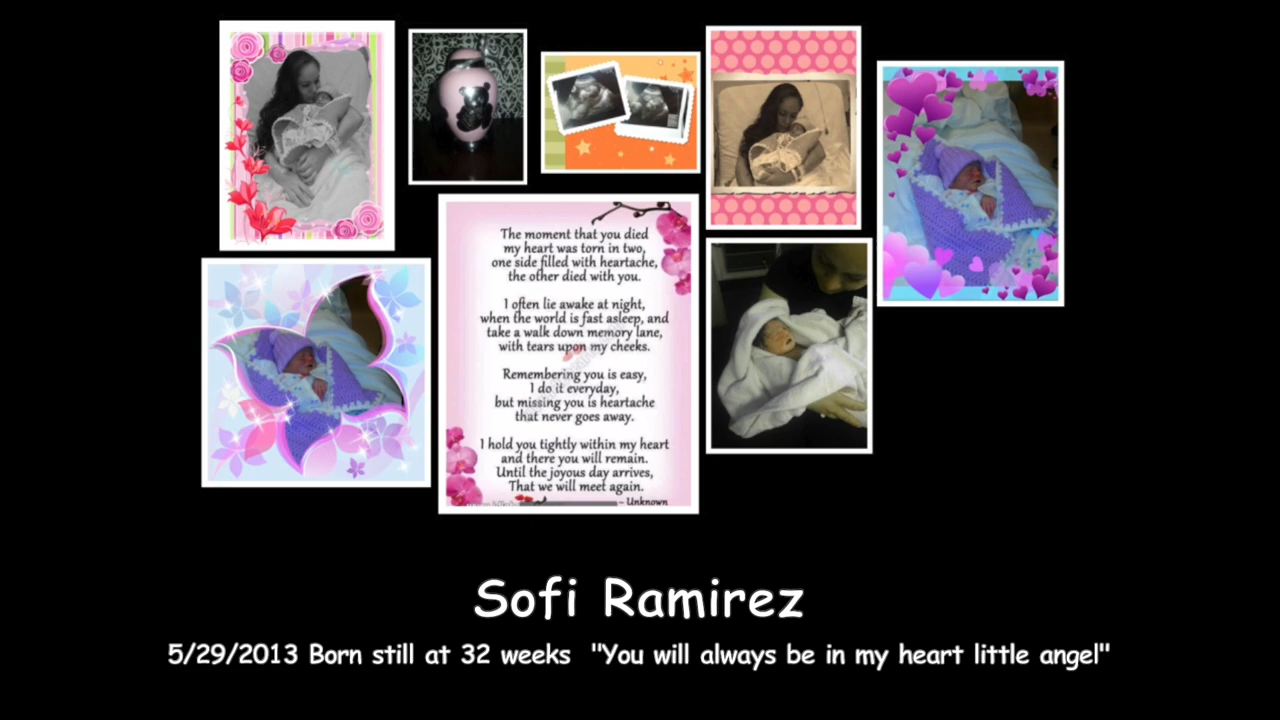 The moment that you died
my heart was torn in two,
one side filled with heartache,
the other died with you.
I often lie awake at night,
when the world is fast asleep, and
take a walk down memory lane,
with tears upon my cheeks.
Remembering you is easy,
I do it everyday,
but missing you is heartache
that never goes away.
I hold you tightly within my heart
and there you will remain.
Until the joyous day arrives,
That we will meet again.
~ Unknown
Sofi Ramirez
5/29/2013 Born still at 32 weeks "You will always be in my heart little angel"